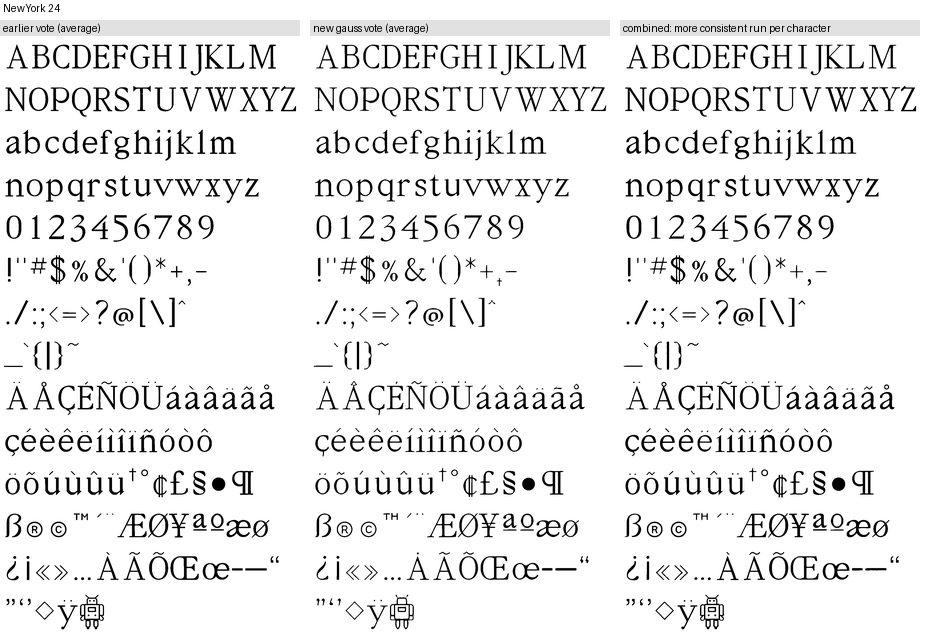 NewYork 24
earlier vote (average)
ABCDEFGHIJKLM
NOPQRSTUVWXYZ
abcdefghijklm
nopqrstuvwxyz
0123456789
!"#$%&'()*+,-
./:;<=>?@[\]^
_`{|}~
ÄÅÇÉÑÖÜáàâäãå
çéèêëíìîïñóòô
öõúùûü†°¢£§•¶
ß®©™´¨ÆØ¥ªºæø
¿¡«»…ÀÃÕŒœ–—“
”‘’◇ÿ
new gauss vote (average)
ABCDEFGHIJKLM
NOPQRSTUVWXYZ
abcdefghijklm
nopqrstuvwxyz
0123456789
!"#$%&'()*+,-
./:;<=>?@[\]^
_`{|}~
ÄÅÇÉÑÖÜáàâäãå
çéèêëíìîïñóòô
öõúùûü†°¢£§•¶
ß®©™´¨ÆØ¥ªºæø
¿¡«»…ÀÃÕŒœ–—“
”‘’◇ÿ
combined: more consistent run per character
ABCDEFGHIJKLM
NOPQRSTUVWXYZ
abcdefghijklm
nopqrstuvwxyz
0123456789
!"#$%&'()*+,-
./:;<=>?@[\]^
_`{|}~
ÄÅÇÉÑÖÜáàâäãå
çéèêëíìîïñóòô
öõúùûü†°¢£§•¶
ß®©™´¨ÆØ¥ªºæø
¿¡«»…ÀÃÕŒœ–—“
”‘’◇ÿ